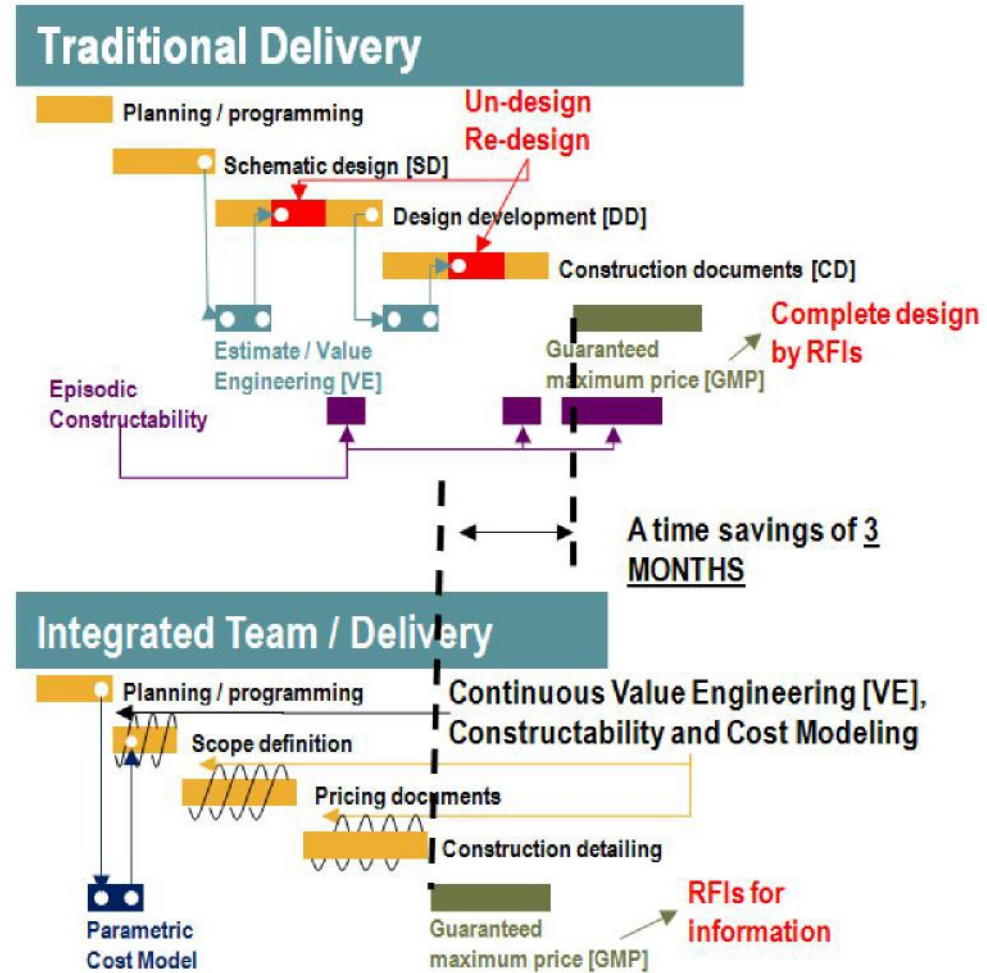 Traditional Delivery
Planning / programming
Un-design
Re-design
Schematic design [SD]
Design development [DD]
Construction documents [CD]
Estimate / Value
Engineering [VE]
Guaranteed
maximum price [GMP]
Complete design
by RFIs
Episodic
Constructability
A time savings of 3
MONTHS
Integrated Team / Delivery
Planning / programming
Continuous Value Engineering [VE],
Constructability and Cost Modeling
Scope definition
Pricing documents
Construction detailing
Parametric
Cost Model
Guaranteed
maximum price [GMP]
RFIs for
information